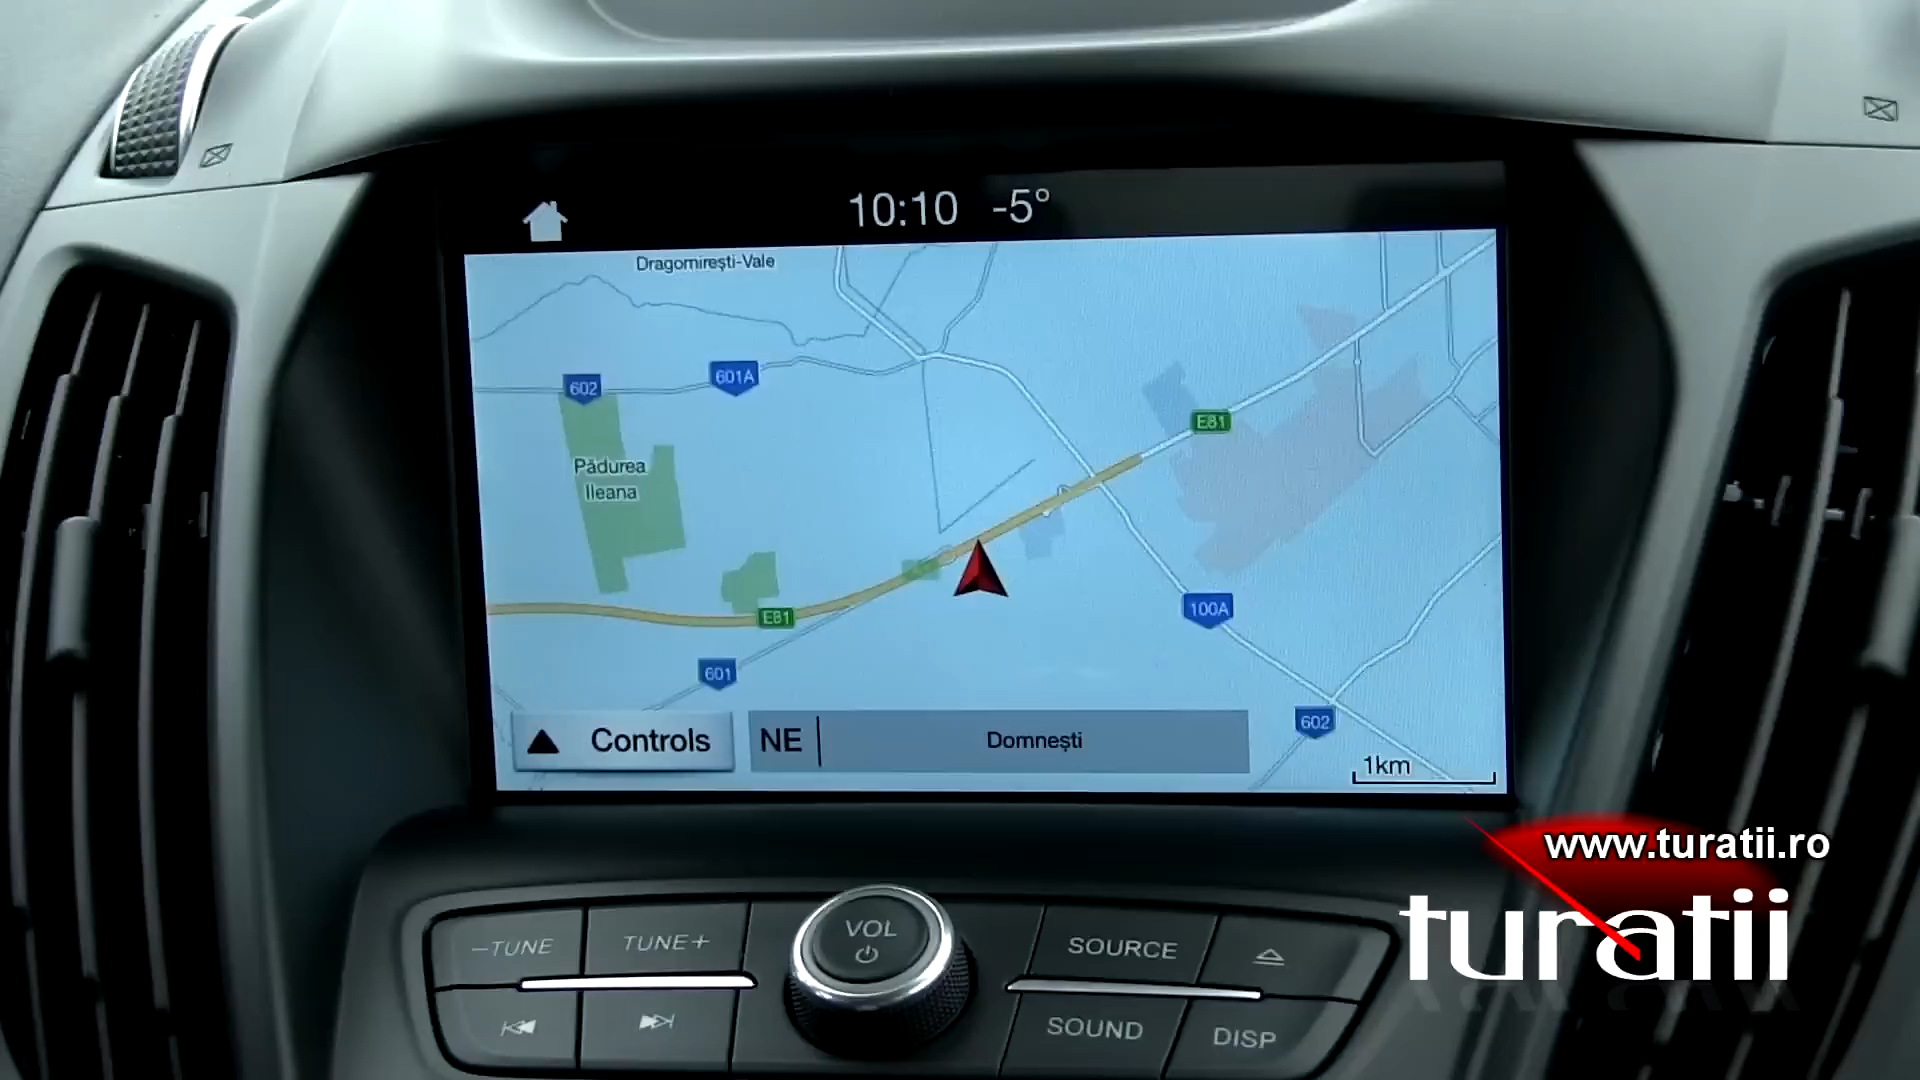 10:10 -5°
Dragomirești-Vale
602
601A
E81
Pădurea
Ileana
E81
100A
601
602
Controls
NE
Domnești
1km
www.turatii.ro
turatii
-TUNE
TUNE+
VOL
SOURCE
SOUND
DISP